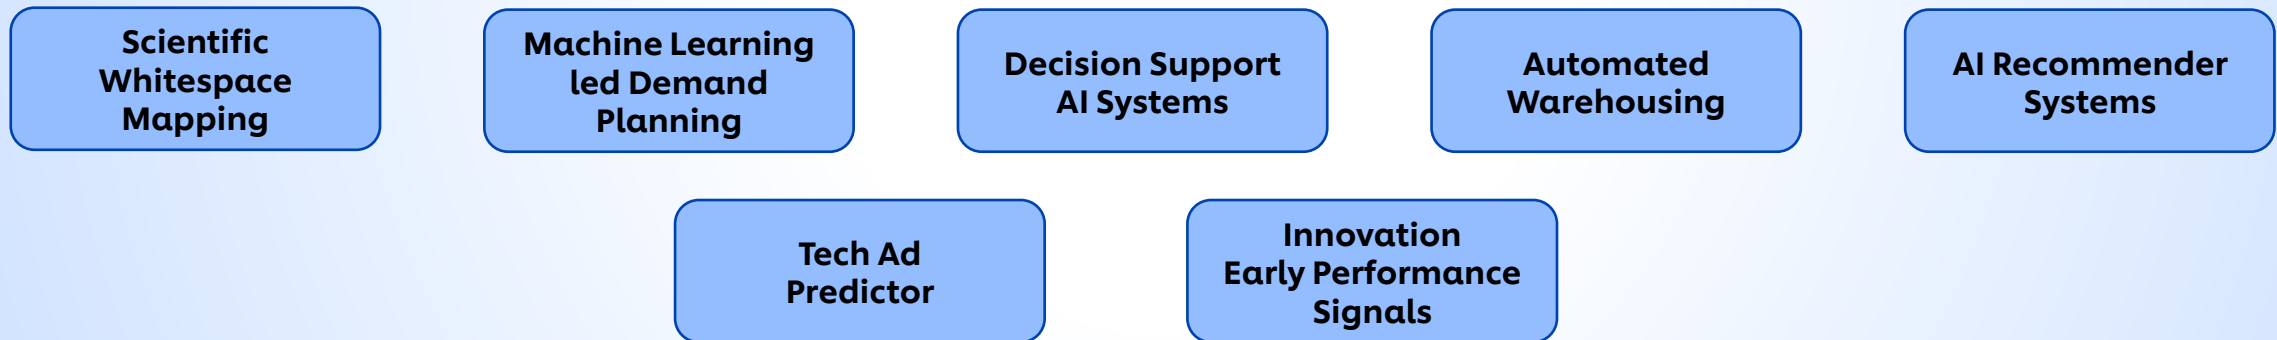 Scientific
Whitespace
Mapping
Machine Learning
led Demand
Planning
Decision Support
AI Systems
Automated
Warehousing
AI Recommender
Systems
Tech Ad
Predictor
Innovation
Early Performance
Signals